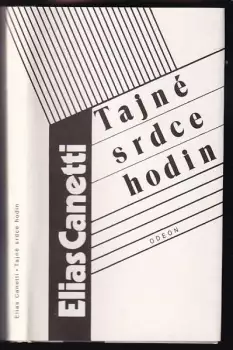 Elias Canetti • Tajné srdce hodin
Elias Canetti
Tajné
srdce
hodin
ODEON